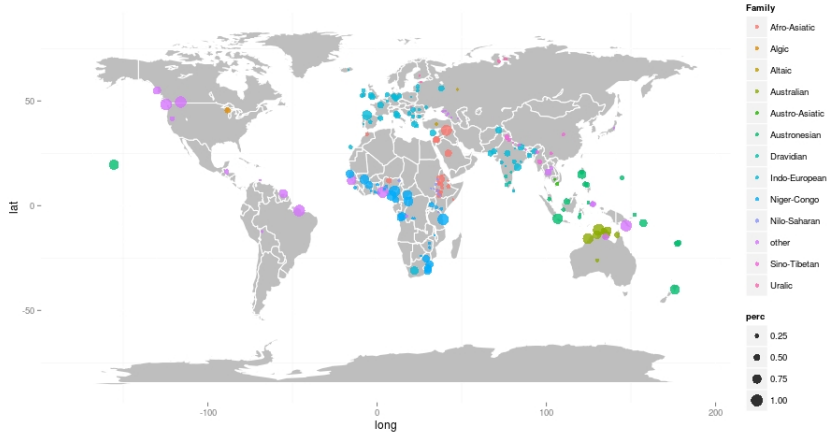 Family
Afro-Asiatic
Algic
Altaic
Australian
Austro-Asiatic
Austronesian
Dravidian
Indo-European
Niger-Congo
Nilo-Saharan
other
Sino-Tibetan
Uralic
perc
0.25
0.50
0.75
1.00
lat
50
0
-50
-100
0
100
200
long